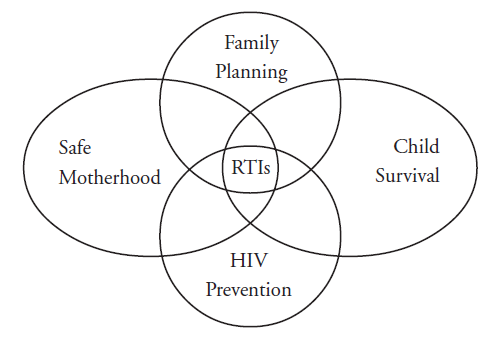 Family
Planning
Safe
Motherhood
RTIs
Child
Survival
HIV
Prevention